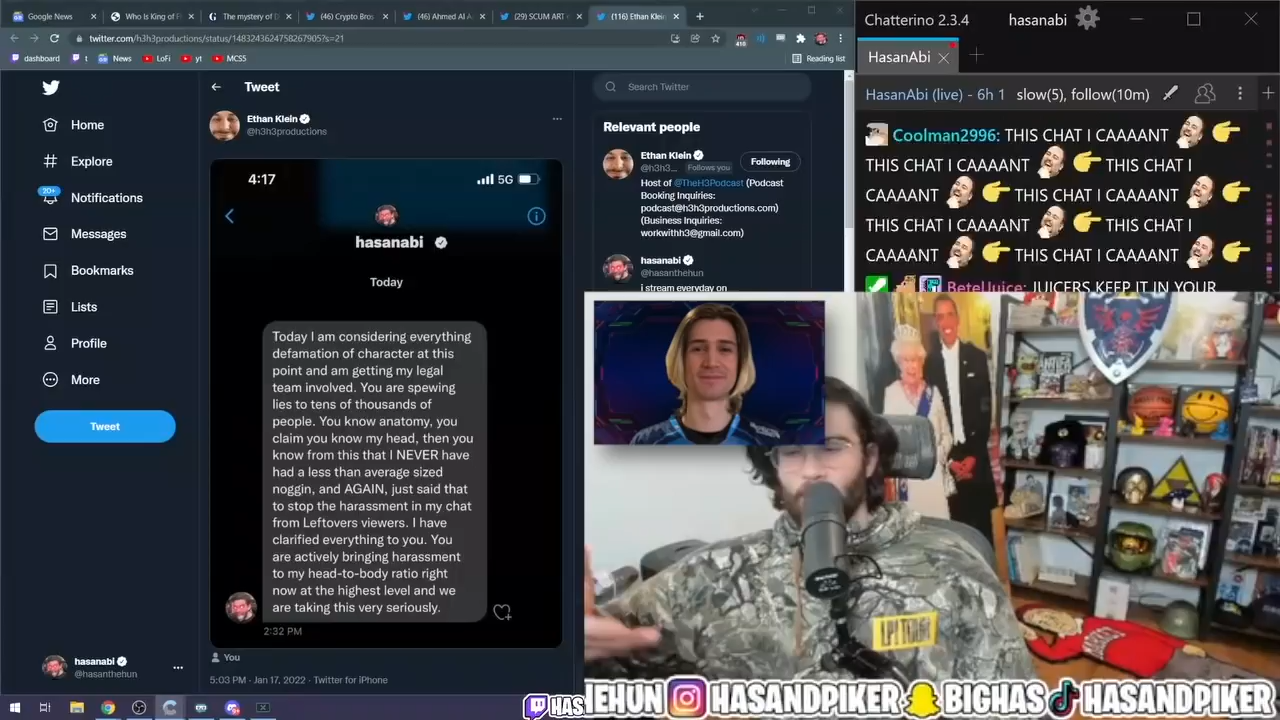 Google News
Who Is King of F
The mystery of D
(46) Crypto Bros
(46) Ahmed Al A
(29) SCUM ART
(116) Ethan Klein
twitter.com/h3h3productions/status/1483243624758267905?s=21
dashboard
t
News
LoFi
yt
MCS5
Reading list
Home
Explore
20+
Notifications
Messages
Bookmarks
Lists
Profile
More
Tweet
hasanabi
@hasanthehun
Tweet
Ethan Klein
@h3h3productions
4:17
5G
hasanabi
Today
Today I am considering everything
defamation of character at this
point and am getting my legal
team involved. You are spewing
lies to tens of thousands of
people. You know anatomy, you
claim you know my head, then you
know from this that I NEVER have
had a less than average sized
noggin, and AGAIN, just said that
to stop the harassment in my chat
from Leftovers viewers. I have
clarified everything to you. You
are actively bringing harassment
to my head-to-body ratio right
now at the highest level and we
are taking this very seriously.
2:32 PM
You
5:03 PM · Jan 17, 2022 · Twitter for iPhone
Search Twitter
Relevant people
Ethan Klein
@h3h3... Follows you
Following
Host of @TheH3Podcast (Podcast
Booking Inquiries:
podcast@h3h3productions.com)
(Business Inquiries:
workwithh3@gmail.com)
hasanabi
@hasanthehun
i stream everyday on
Chatterino 2.3.4
hasanabi
HasanAbi
HasanAbi (live) - 6h 1
slow(5), follow(10m)
Coolman2996: THIS CHAT I CAAAANT
THIS CHAT I CAAAANT THIS CHAT I
CAAAANT THIS CHAT I CAAAANT
THIS CHAT I CAAAANT THIS CHAT I
CAAAANT THIS CHAT I CAAAANT
BetelJuice: JUICERS KEEP IT IN YOUR
HAS
HEHUN
HASANDPIKER
BIGHAS
HASANDPIKER